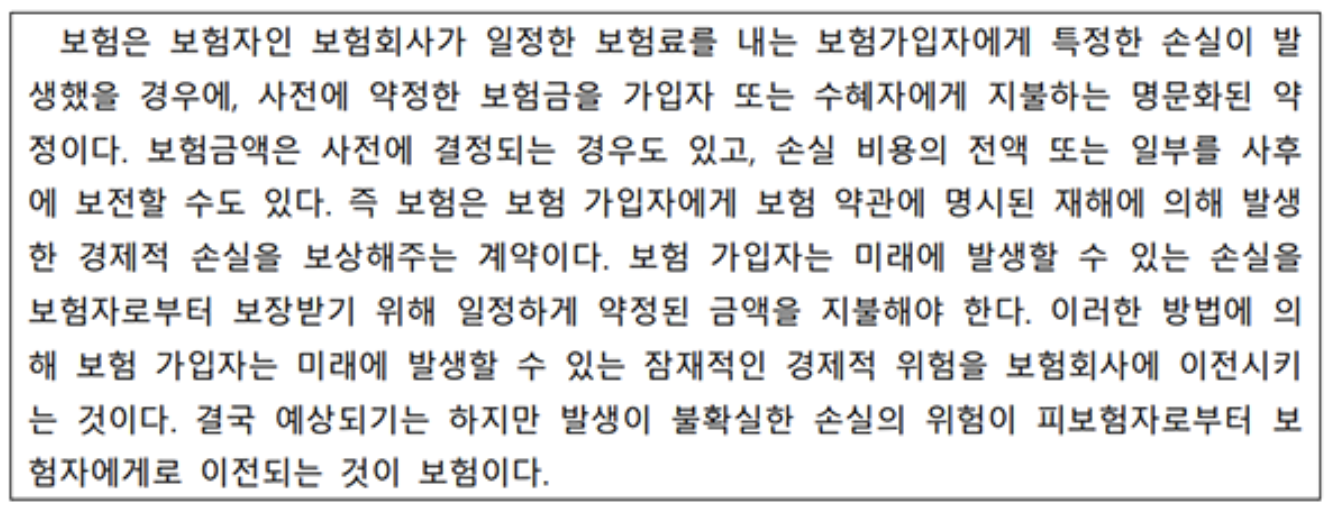 보험은 보험자인 보험회사가 일정한 보험료를 내는 보험가입자에게 특정한 손실이 발
생했을 경우에, 사전에 약정한 보험금을 가입자 또는 수혜자에게 지불하는 명문화된 약
정이다. 보험금액은 사전에 결정되는 경우도 있고, 손실 비용의 전액 또는 일부를 사후
에 보전할 수도 있다. 즉 보험은 보험 가입자에게 보험 약관에 명시된 재해에 의해 발생
한 경제적 손실을 보상해주는 계약이다. 보험 가입자는 미래에 발생할 수 있는 손실을
보험자로부터 보장받기 위해 일정하게 약정된 금액을 지불해야 한다. 이러한 방법에 의
해 보험 가입자는 미래에 발생할 수 있는 잠재적인 경제적 위험을 보험회사에 이전시키
는 것이다. 결국 예상되기는 하지만 발생이 불확실한 손실의 위험이 피보험자로부터 보
험자에게로 이전되는 것이 보험이다.